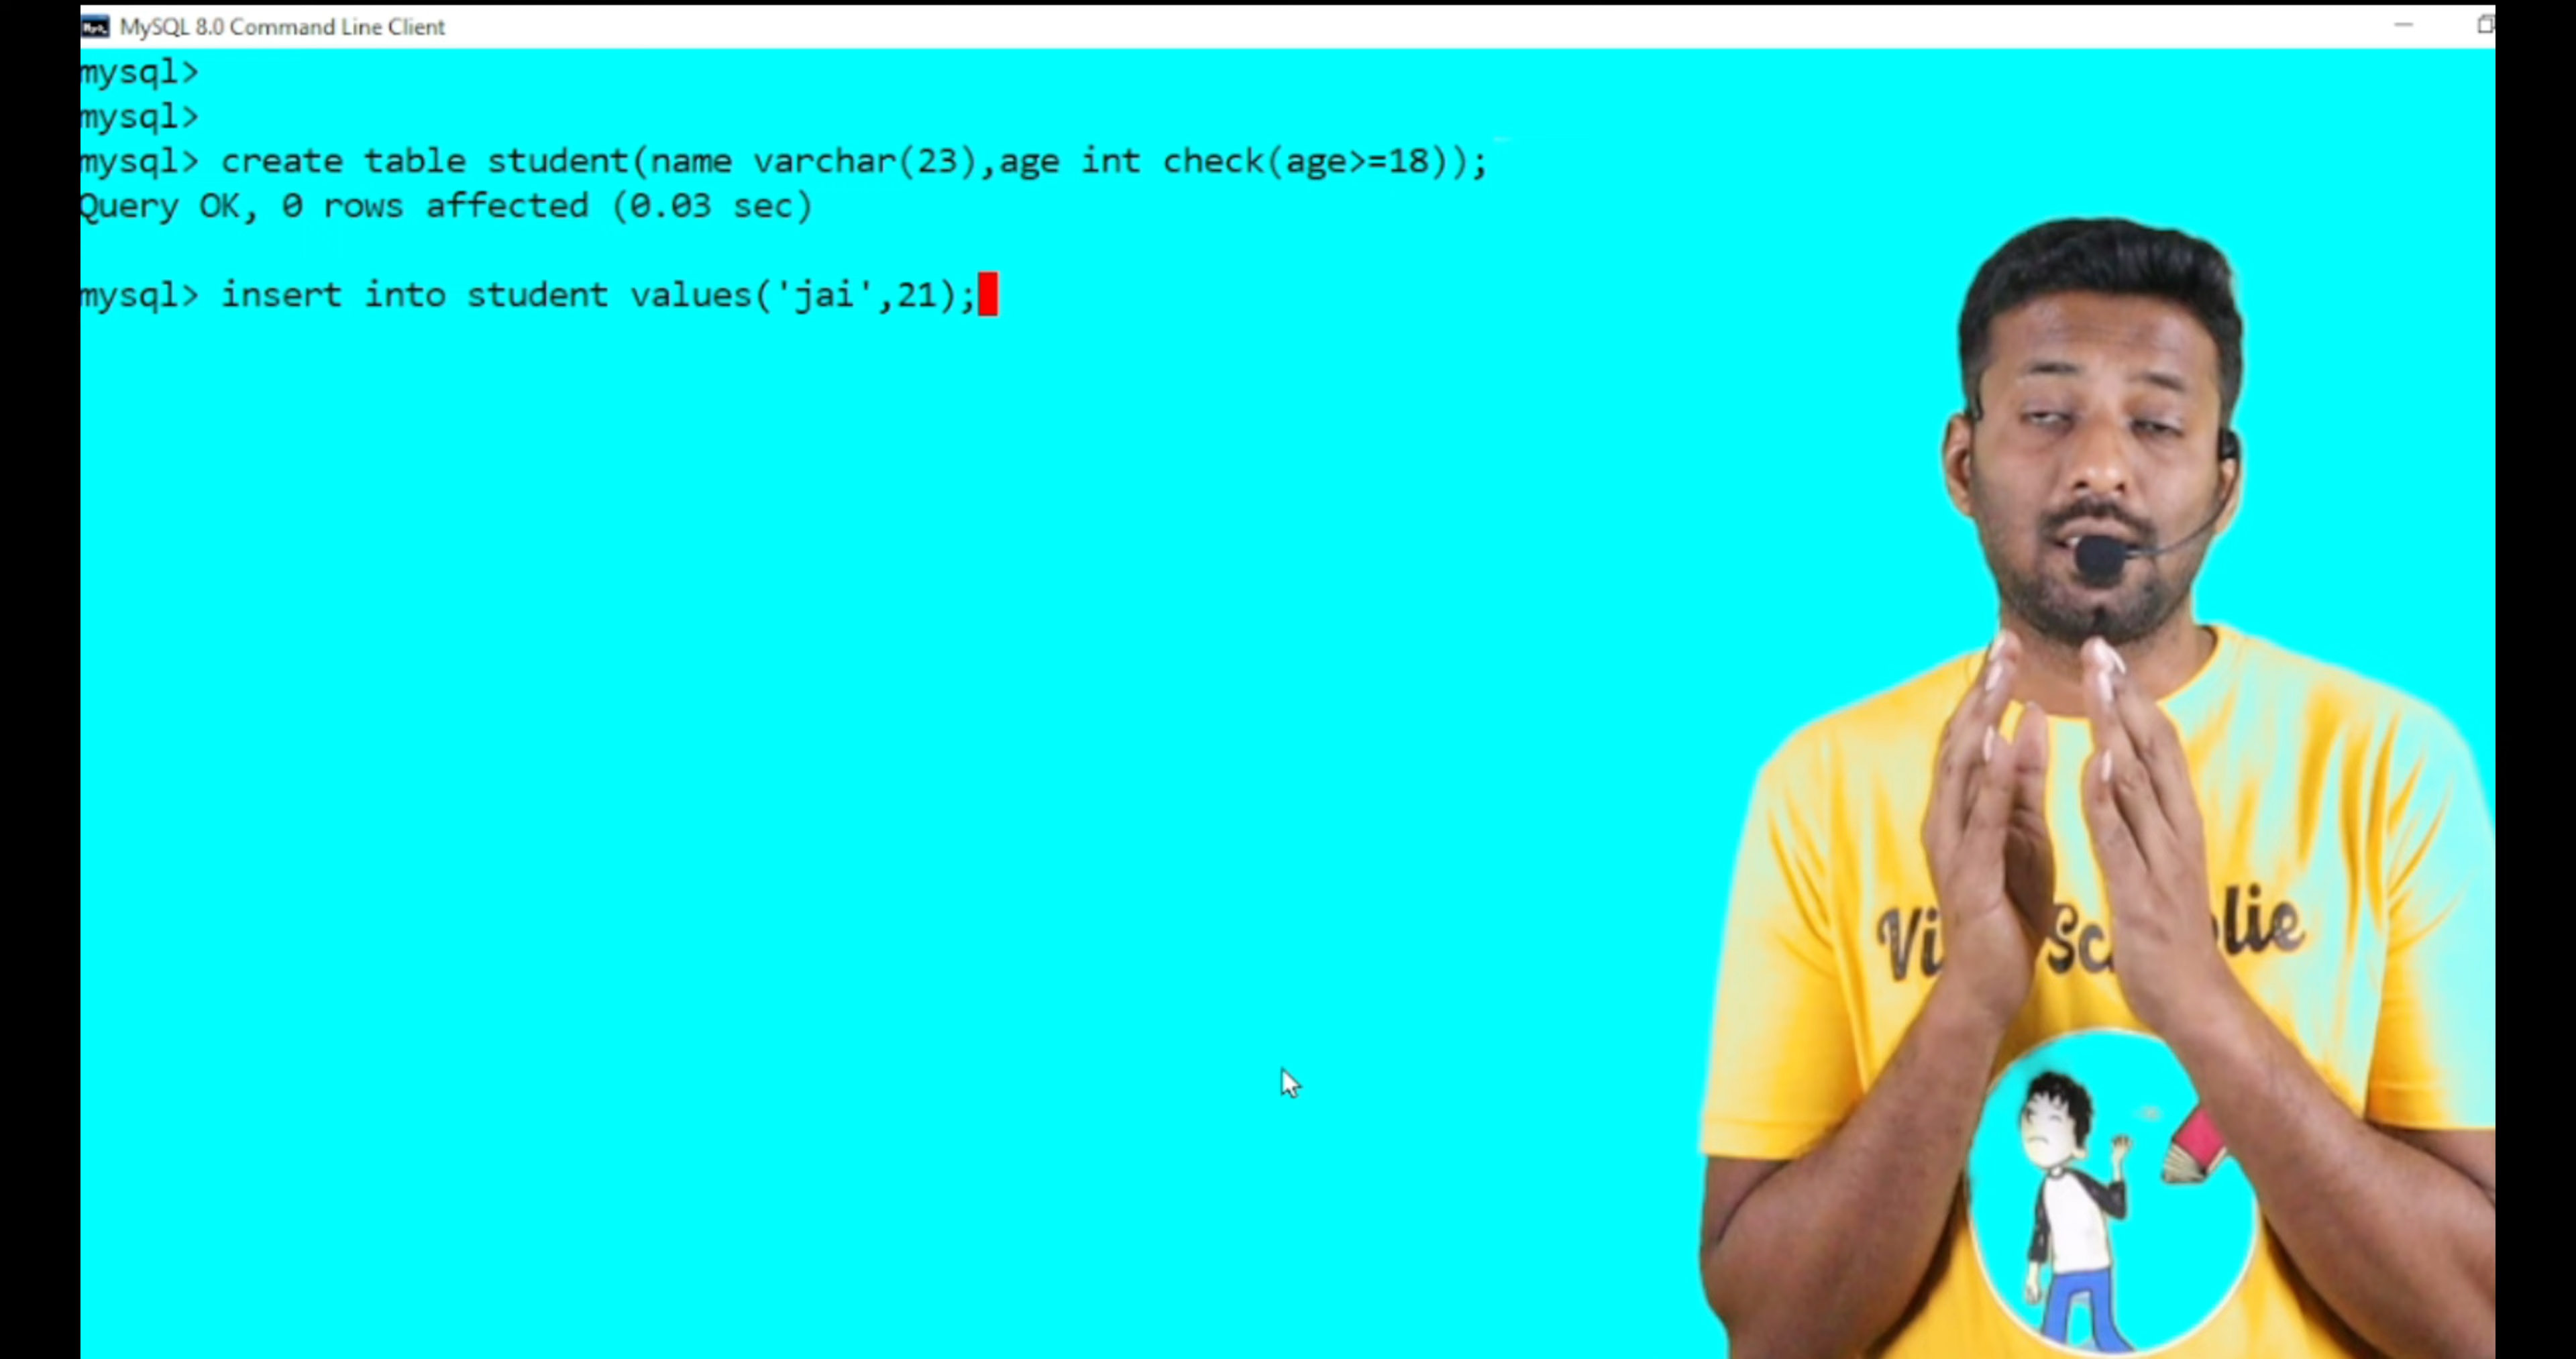 MySQL 8.0 Command Line Client
mysql>
mysql>
mysql> create table student(name varchar(23),age int check(age>=18));
Query OK, 0 rows affected (0.03 sec)
mysql> insert into student values('jai',21);